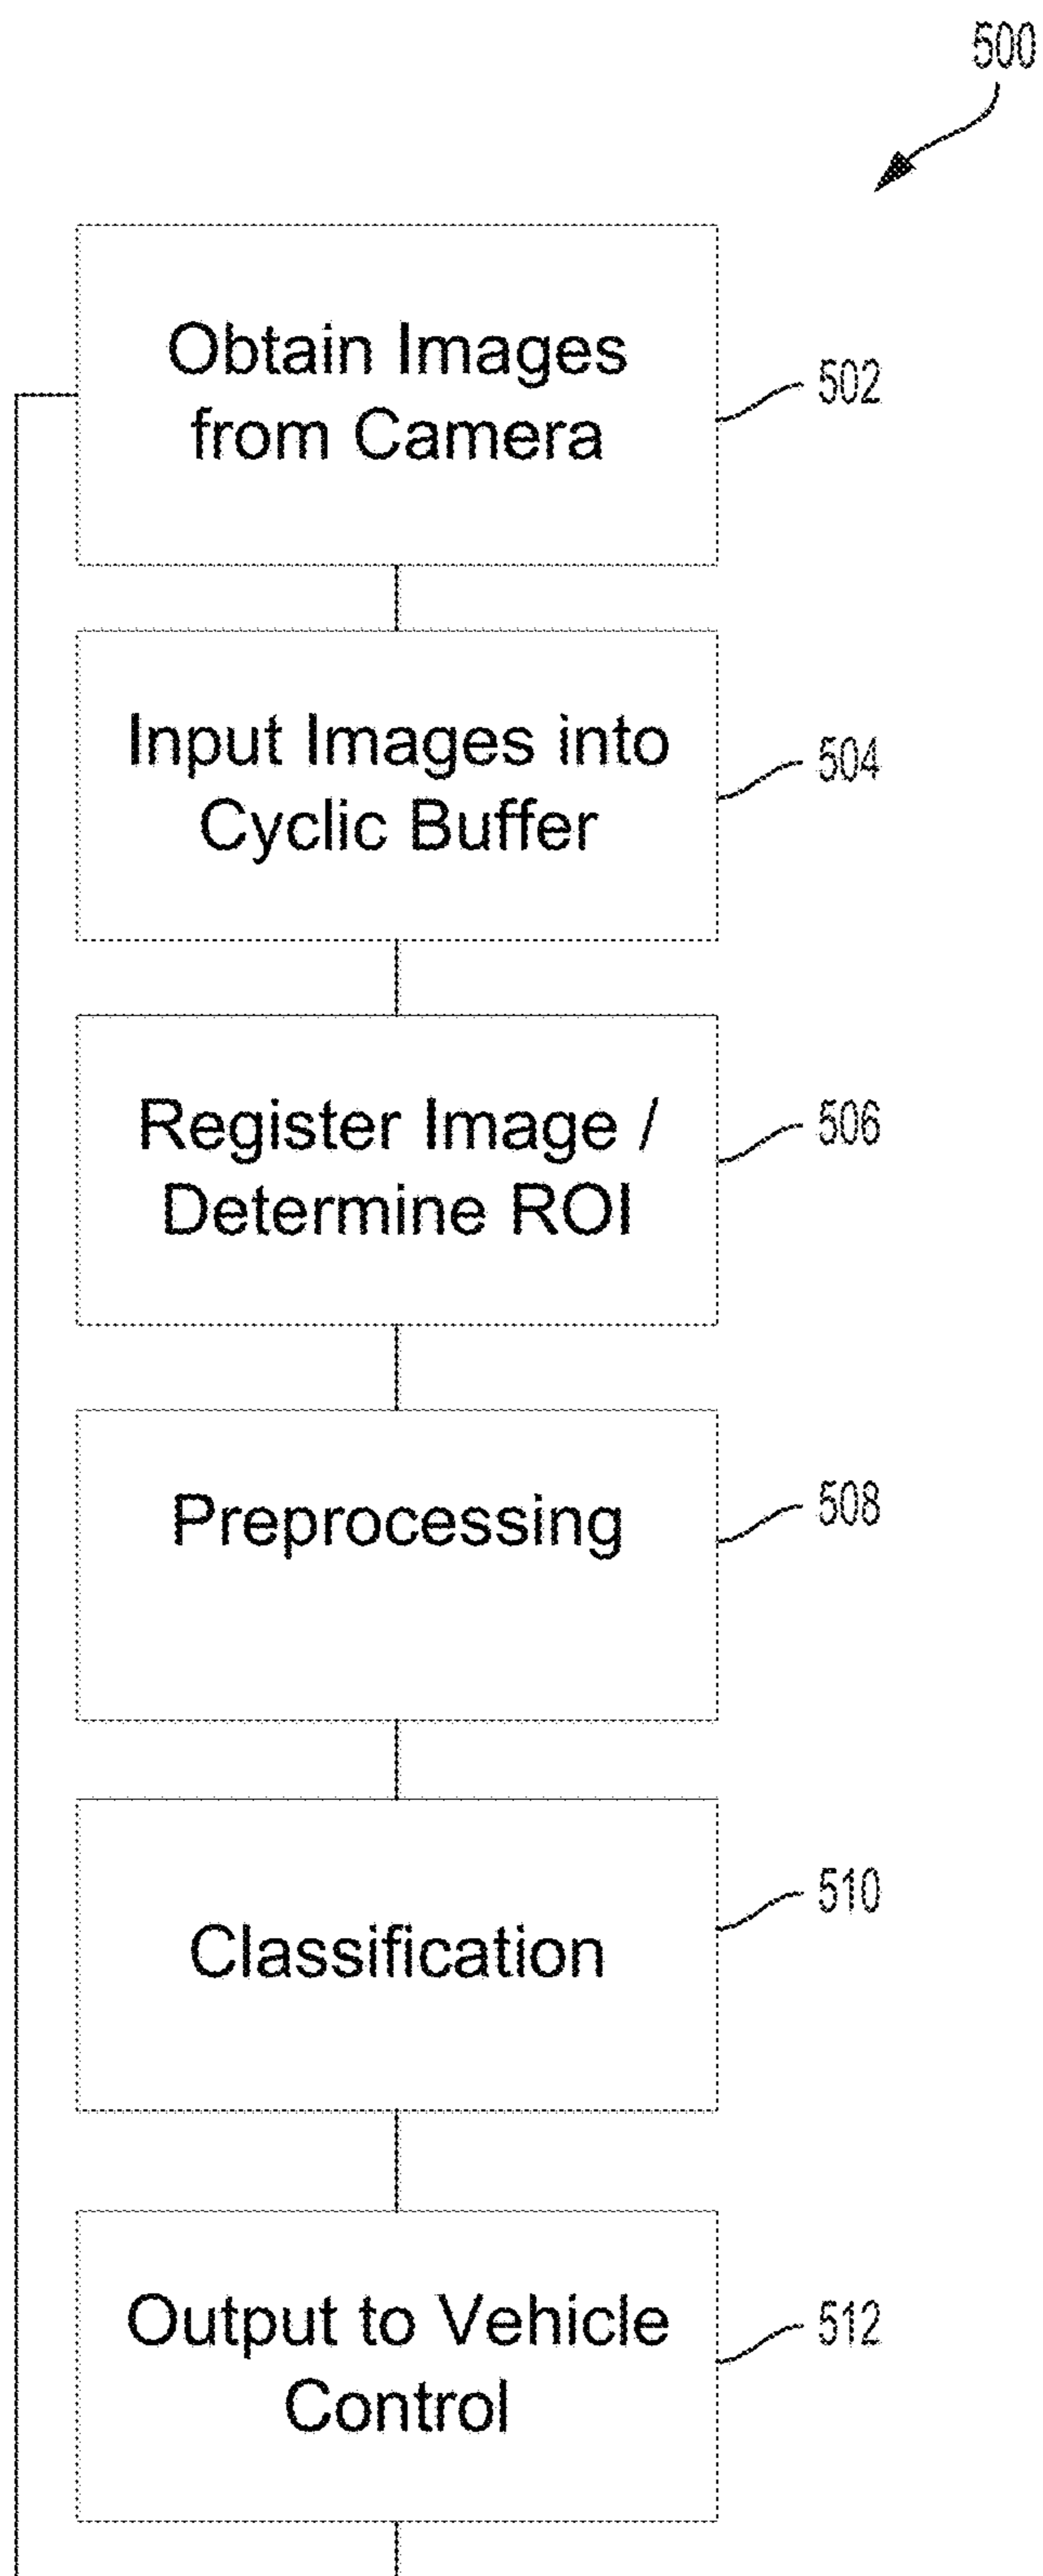 500
Obtain Images
from Camera
502
Input Images into
Cyclic Buffer
504
Register Image /
Determine ROI
506
Preprocessing
508
Classification
510
Output to Vehicle
Control
512